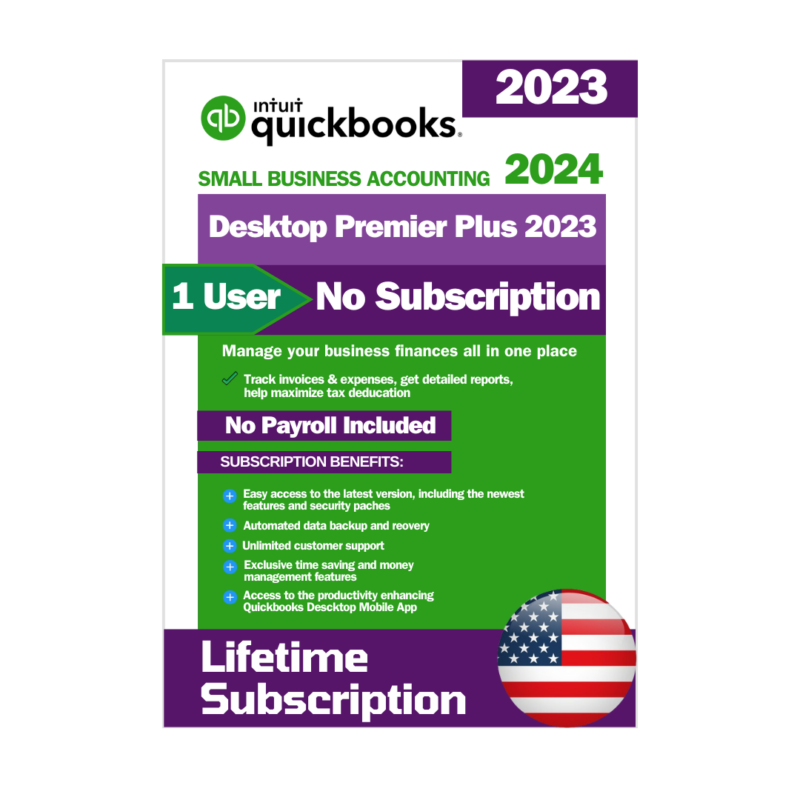 2023
intuit
quickbooks.
SMALL BUSINESS ACCOUNTING 2024
Desktop Premier Plus 2023
1 User No Subscription
Manage your business finances all in one place
Track invoices & expenses, get detailed reports,
help maximize tax deducation
No Payroll Included
SUBSCRIPTION BENEFITS:
Easy access to the latest version, including the newest
features and security paches
Automated data backup and reovery
Unlimited customer support
Exclusive time saving and money
management features
Access to the productivity enhancing
Quickbooks Descktop Mobile App
Lifetime
Subscription